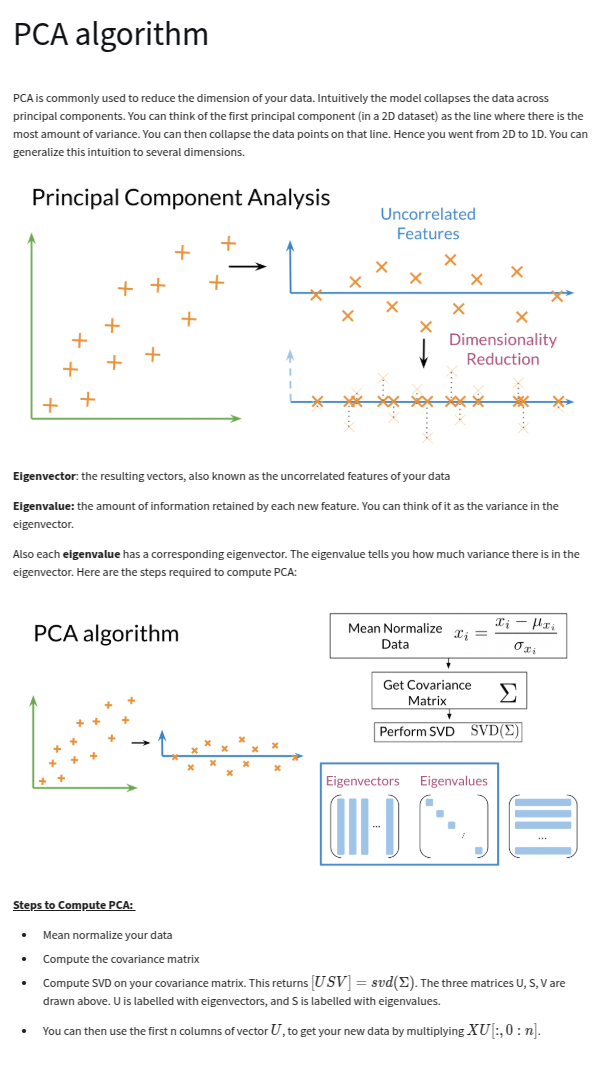 PCA algorithm
PCA is commonly used to reduce the dimension of your data. Intuitively the model collapses the data across
principal components. You can think of the first principal component (in a 2D dataset) as the line where there is the
most amount of variance. You can then collapse the data points on that line. Hence you went from 2D to 1D. You can
generalize this intuition to several dimensions.
Principal Component Analysis
Uncorrelated
Features
Dimensionality
Reduction
Eigenvector: the resulting vectors, also known as the uncorrelated features of your data
Eigenvalue: the amount of information retained by each new feature. You can think of it as the variance in the
eigenvector.
Also each eigenvalue has a corresponding eigenvector. The eigenvalue tells you how much variance there is in the
eigenvector. Here are the steps required to compute PCA:
PCA algorithm
Mean Normalize
Data
x_i = (x_i − μ_{x_i}) / σ_{x_i}
Get Covariance
Matrix
Σ
Perform SVD SVD(Σ)
Eigenvectors Eigenvalues
...
...
Steps to Compute PCA:
• Mean normalize your data
• Compute the covariance matrix
• Compute SVD on your covariance matrix. This returns [USV] = svd(Σ). The three matrices U, S, V are
drawn above. U is labelled with eigenvectors, and S is labelled with eigenvalues.
• You can then use the first n columns of vector U, to get your new data by multiplying XU[:, 0 : n].